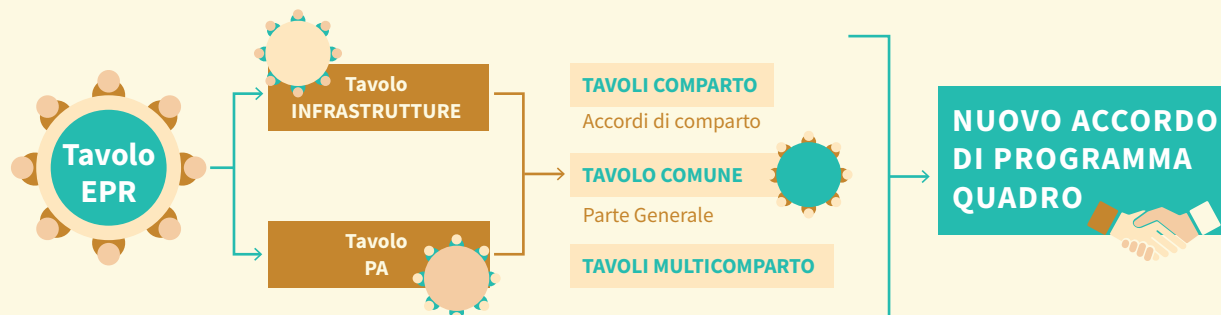 Tavolo
EPR
Tavolo
INFRASTRUTTURE
Tavolo
PA
TAVOLI COMPARTO
Accordi di comparto
TAVOLO COMUNE
Parte Generale
TAVOLI MULTICOMPARTO
NUOVO ACCORDO
DI PROGRAMMA
QUADRO